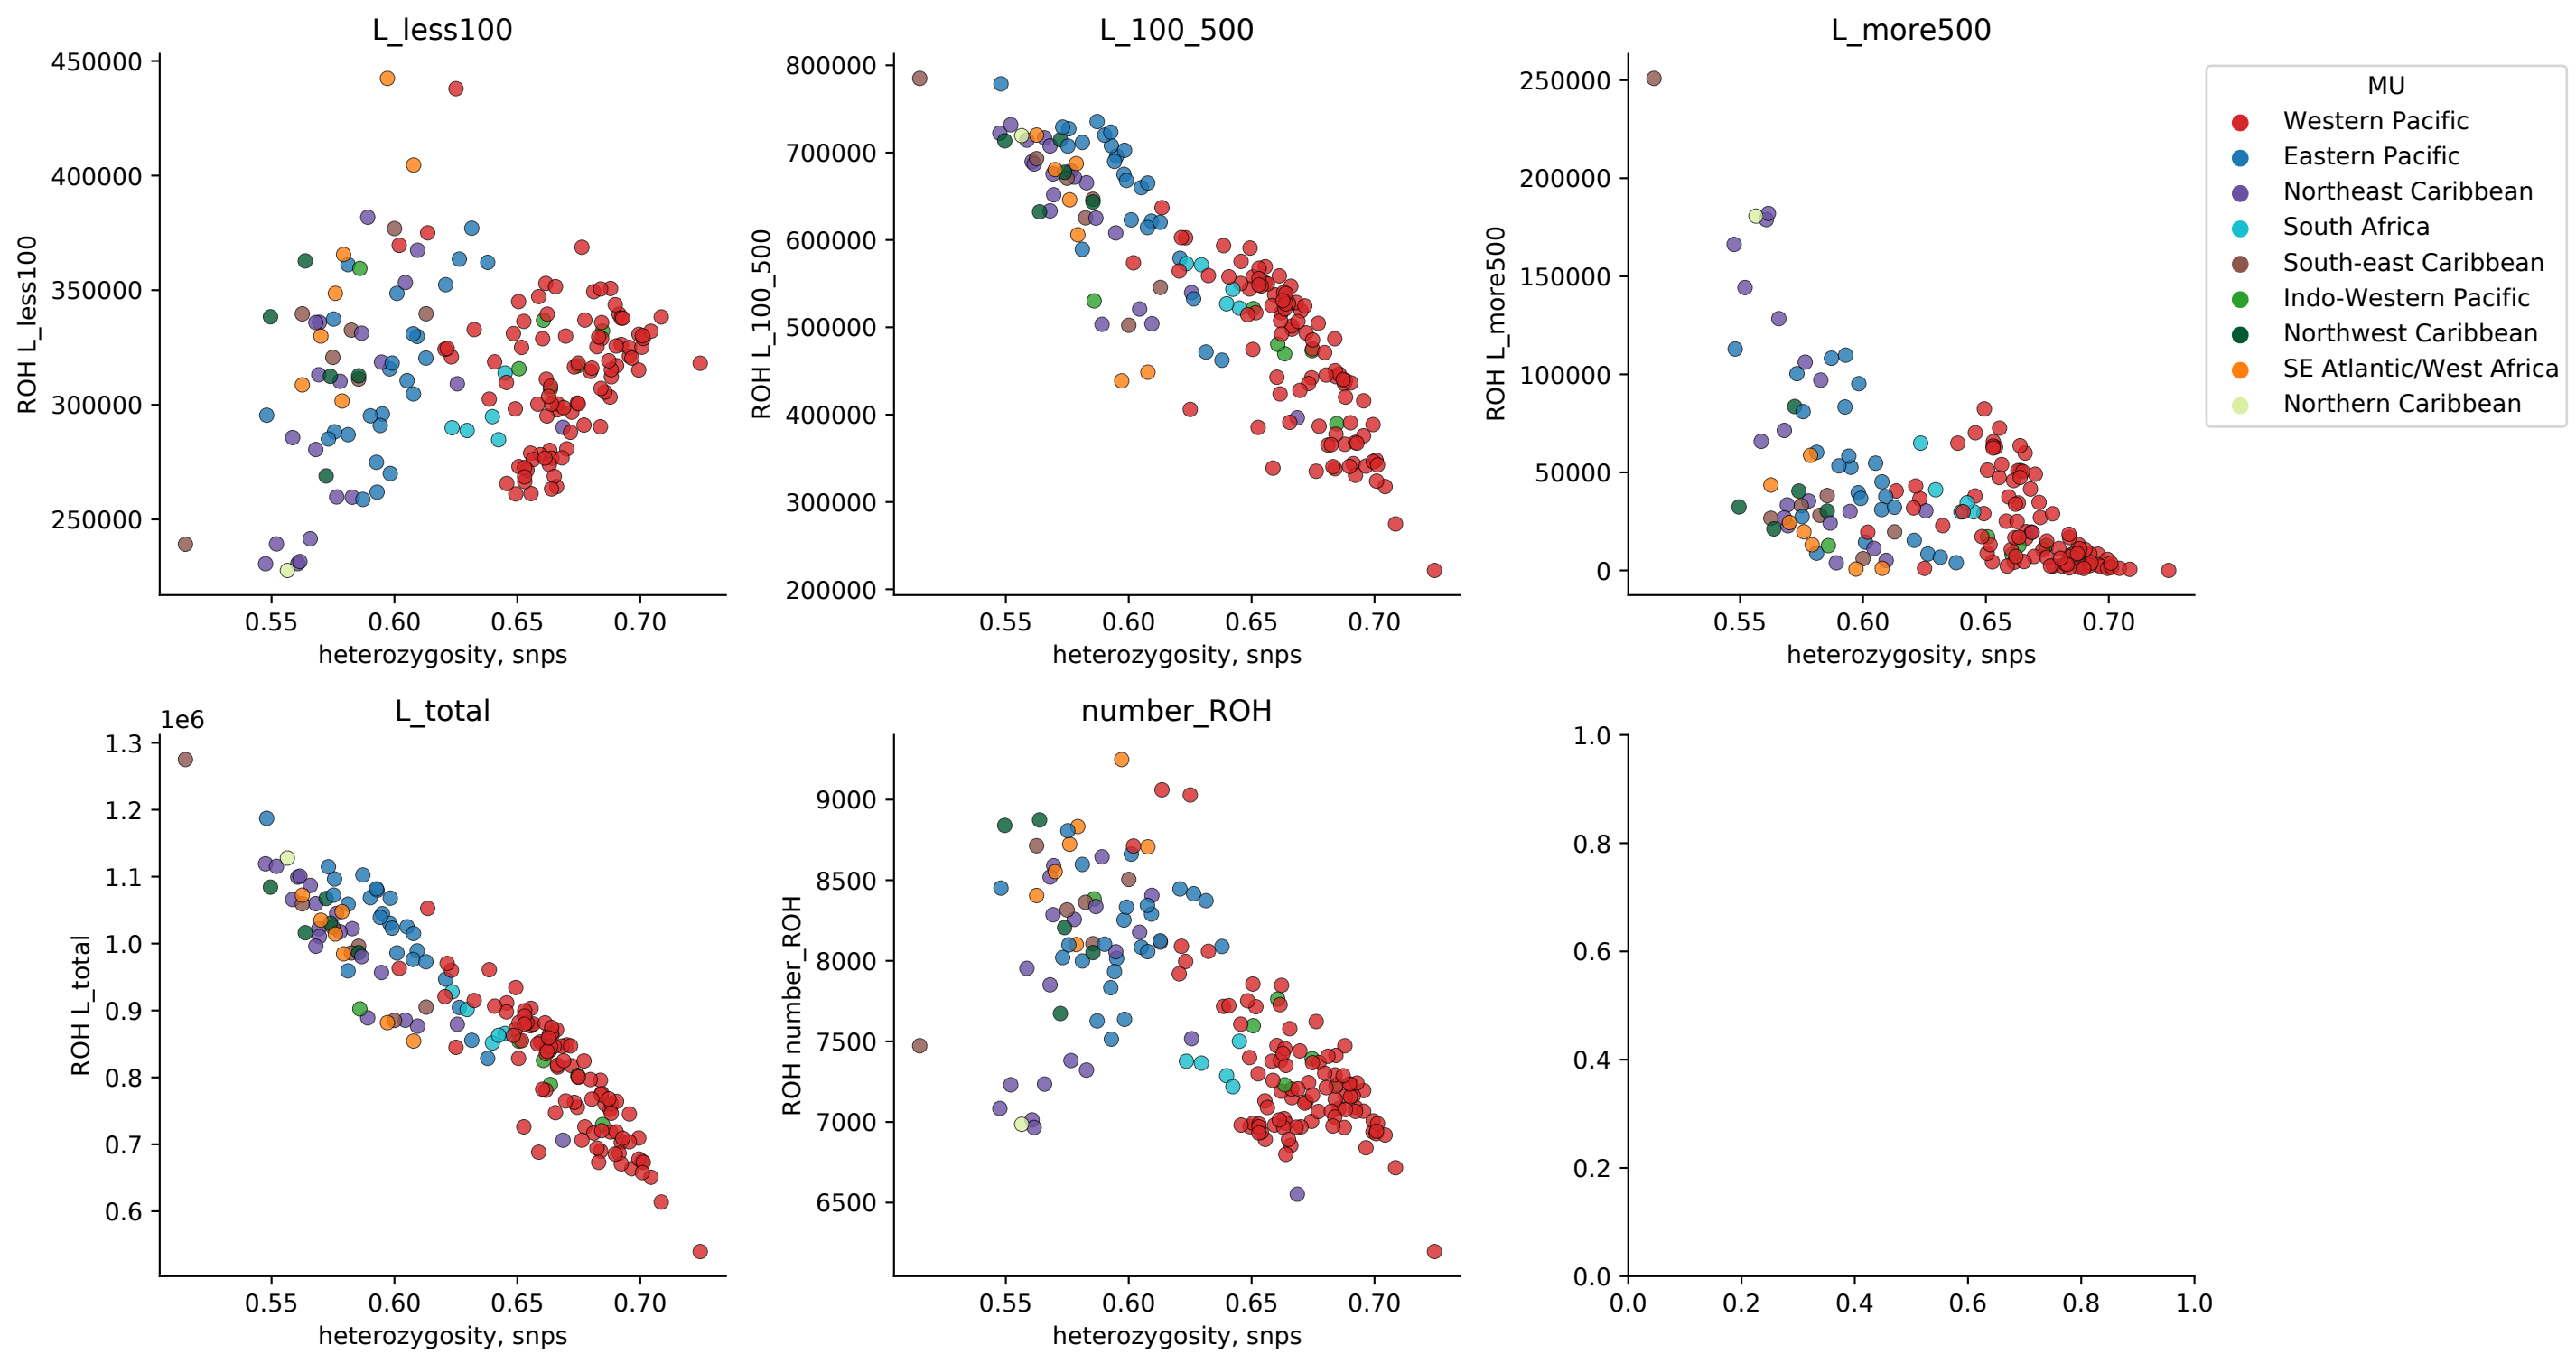 L_less100
450000
400000
350000
300000
250000
ROH L_less100
0.55 0.60 0.65 0.70
heterozygosity, snps
L_100_500
800000
700000
600000
500000
400000
300000
200000
ROH L_100_500
0.55 0.60 0.65 0.70
heterozygosity, snps
L_more500
250000
200000
150000
100000
50000
0
ROH L_more500
0.55 0.60 0.65 0.70
heterozygosity, snps
MU
Western Pacific
Eastern Pacific
Northeast Caribbean
South Africa
South-east Caribbean
Indo-Western Pacific
Northwest Caribbean
SE Atlantic/West Africa
Northern Caribbean
L_total
1e6
1.3
1.2
1.1
1.0
0.9
0.8
0.7
0.6
ROH L_total
0.55 0.60 0.65 0.70
heterozygosity, snps
number_ROH
9000
8500
8000
7500
7000
6500
ROH number_ROH
0.55 0.60 0.65 0.70
heterozygosity, snps
1.0
0.8
0.6
0.4
0.2
0.0
0.0 0.2 0.4 0.6 0.8 1.0